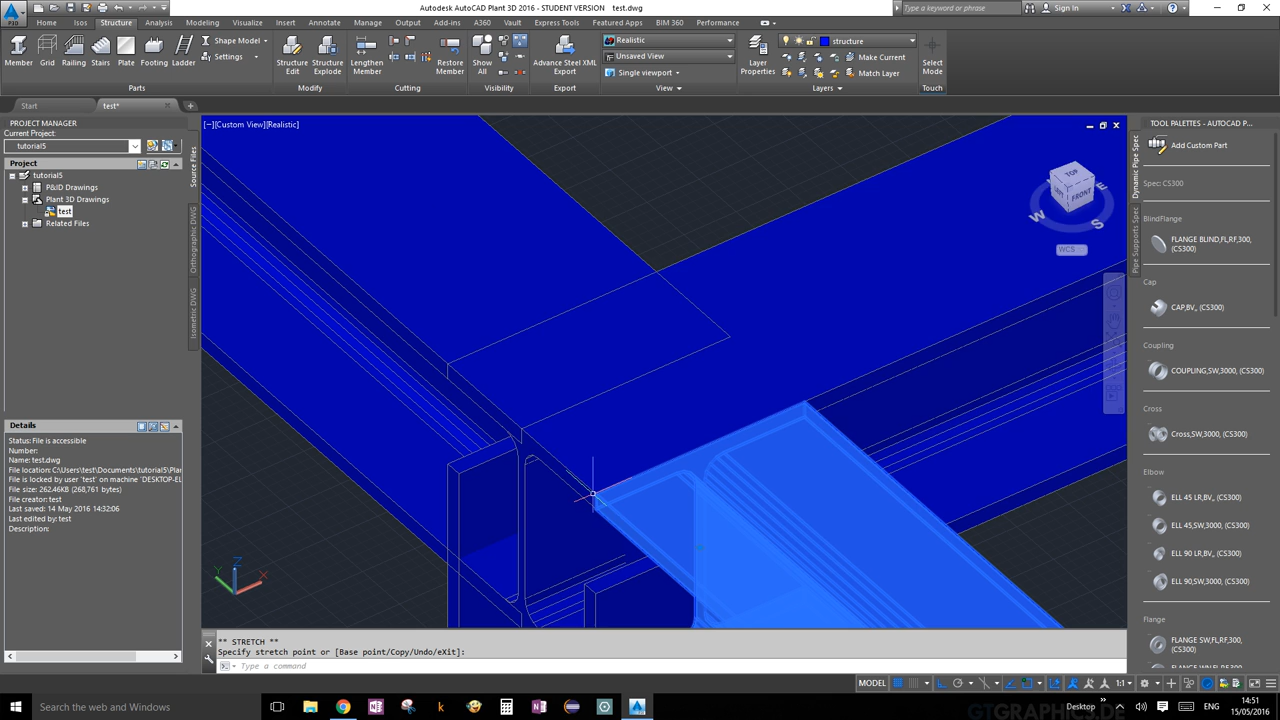 Autodesk AutoCAD Plant 3D 2016 - STUDENT VERSION test.dwg
Type a keyword or phrase
Sign In
P3D
Home Isos Structure Analysis Modeling Visualize Insert Annotate Manage Output Add-ins A360 Vault Express Tools Featured Apps BIM 360 Performance
Member Grid Railing Stairs Plate Footing Ladder
Shape Model
Settings
Structure Edit
Structure Explode
Lengthen Member
Restore Member
Show All
Advance Steel XML Export
Realistic
Unsaved View
Single viewport
Layer Properties
structure
Make Current
Match Layer
Select Mode
Parts Modify Cutting Visibility Export View Layers Touch
Start test*
PROJECT MANAGER
Current Project:
tutorial5
Project
tutorial5
P&ID Drawings
Plant 3D Drawings
test
Related Files
Source Files
Orthographic DWG
Isometric DWG
Details
Status: File is accessible
Number:
Name: test.dwg
File location: C:\Users\test\Documents\tutorial5\Plan
File is locked by user 'test' on machine 'DESKTOP-EL
File size: 262.46KB (268,761 bytes)
File creator: test
Last saved: 14 May 2016 14:32:06
Last edited by: test
Description:
[−][Custom View][Realistic]
TOP
FRONT
W
S
E
WCS
Z
Y
X
** STRETCH **
Specify stretch point or [Base point/Copy/Undo/eXit]:
Type a command
TOOL PALETTES - AUTOCAD P...
Dynamic Pipe Spec
Pipe Supports Spec
Add Custom Part
Spec: CS300
BlindFlange
FLANGE BLIND,FL,RF,300, (CS300)
Cap
CAP,BV,, (CS300)
Coupling
COUPLING,SW,3000, (CS300)
Cross
Cross,SW,3000, (CS300)
Elbow
ELL 45 LR,BV,, (CS300)
ELL 45,SW,3000, (CS300)
ELL 90 LR,BV,, (CS300)
ELL 90,SW,3000, (CS300)
Flange
FLANGE SW,FL,RF,300, (CS300)
FLANGE WN,FL,RF,300,
MODEL
1:1
Search the web and Windows
Desktop
ENG
14:51
15/05/2016
GTGRAPHICS.DE